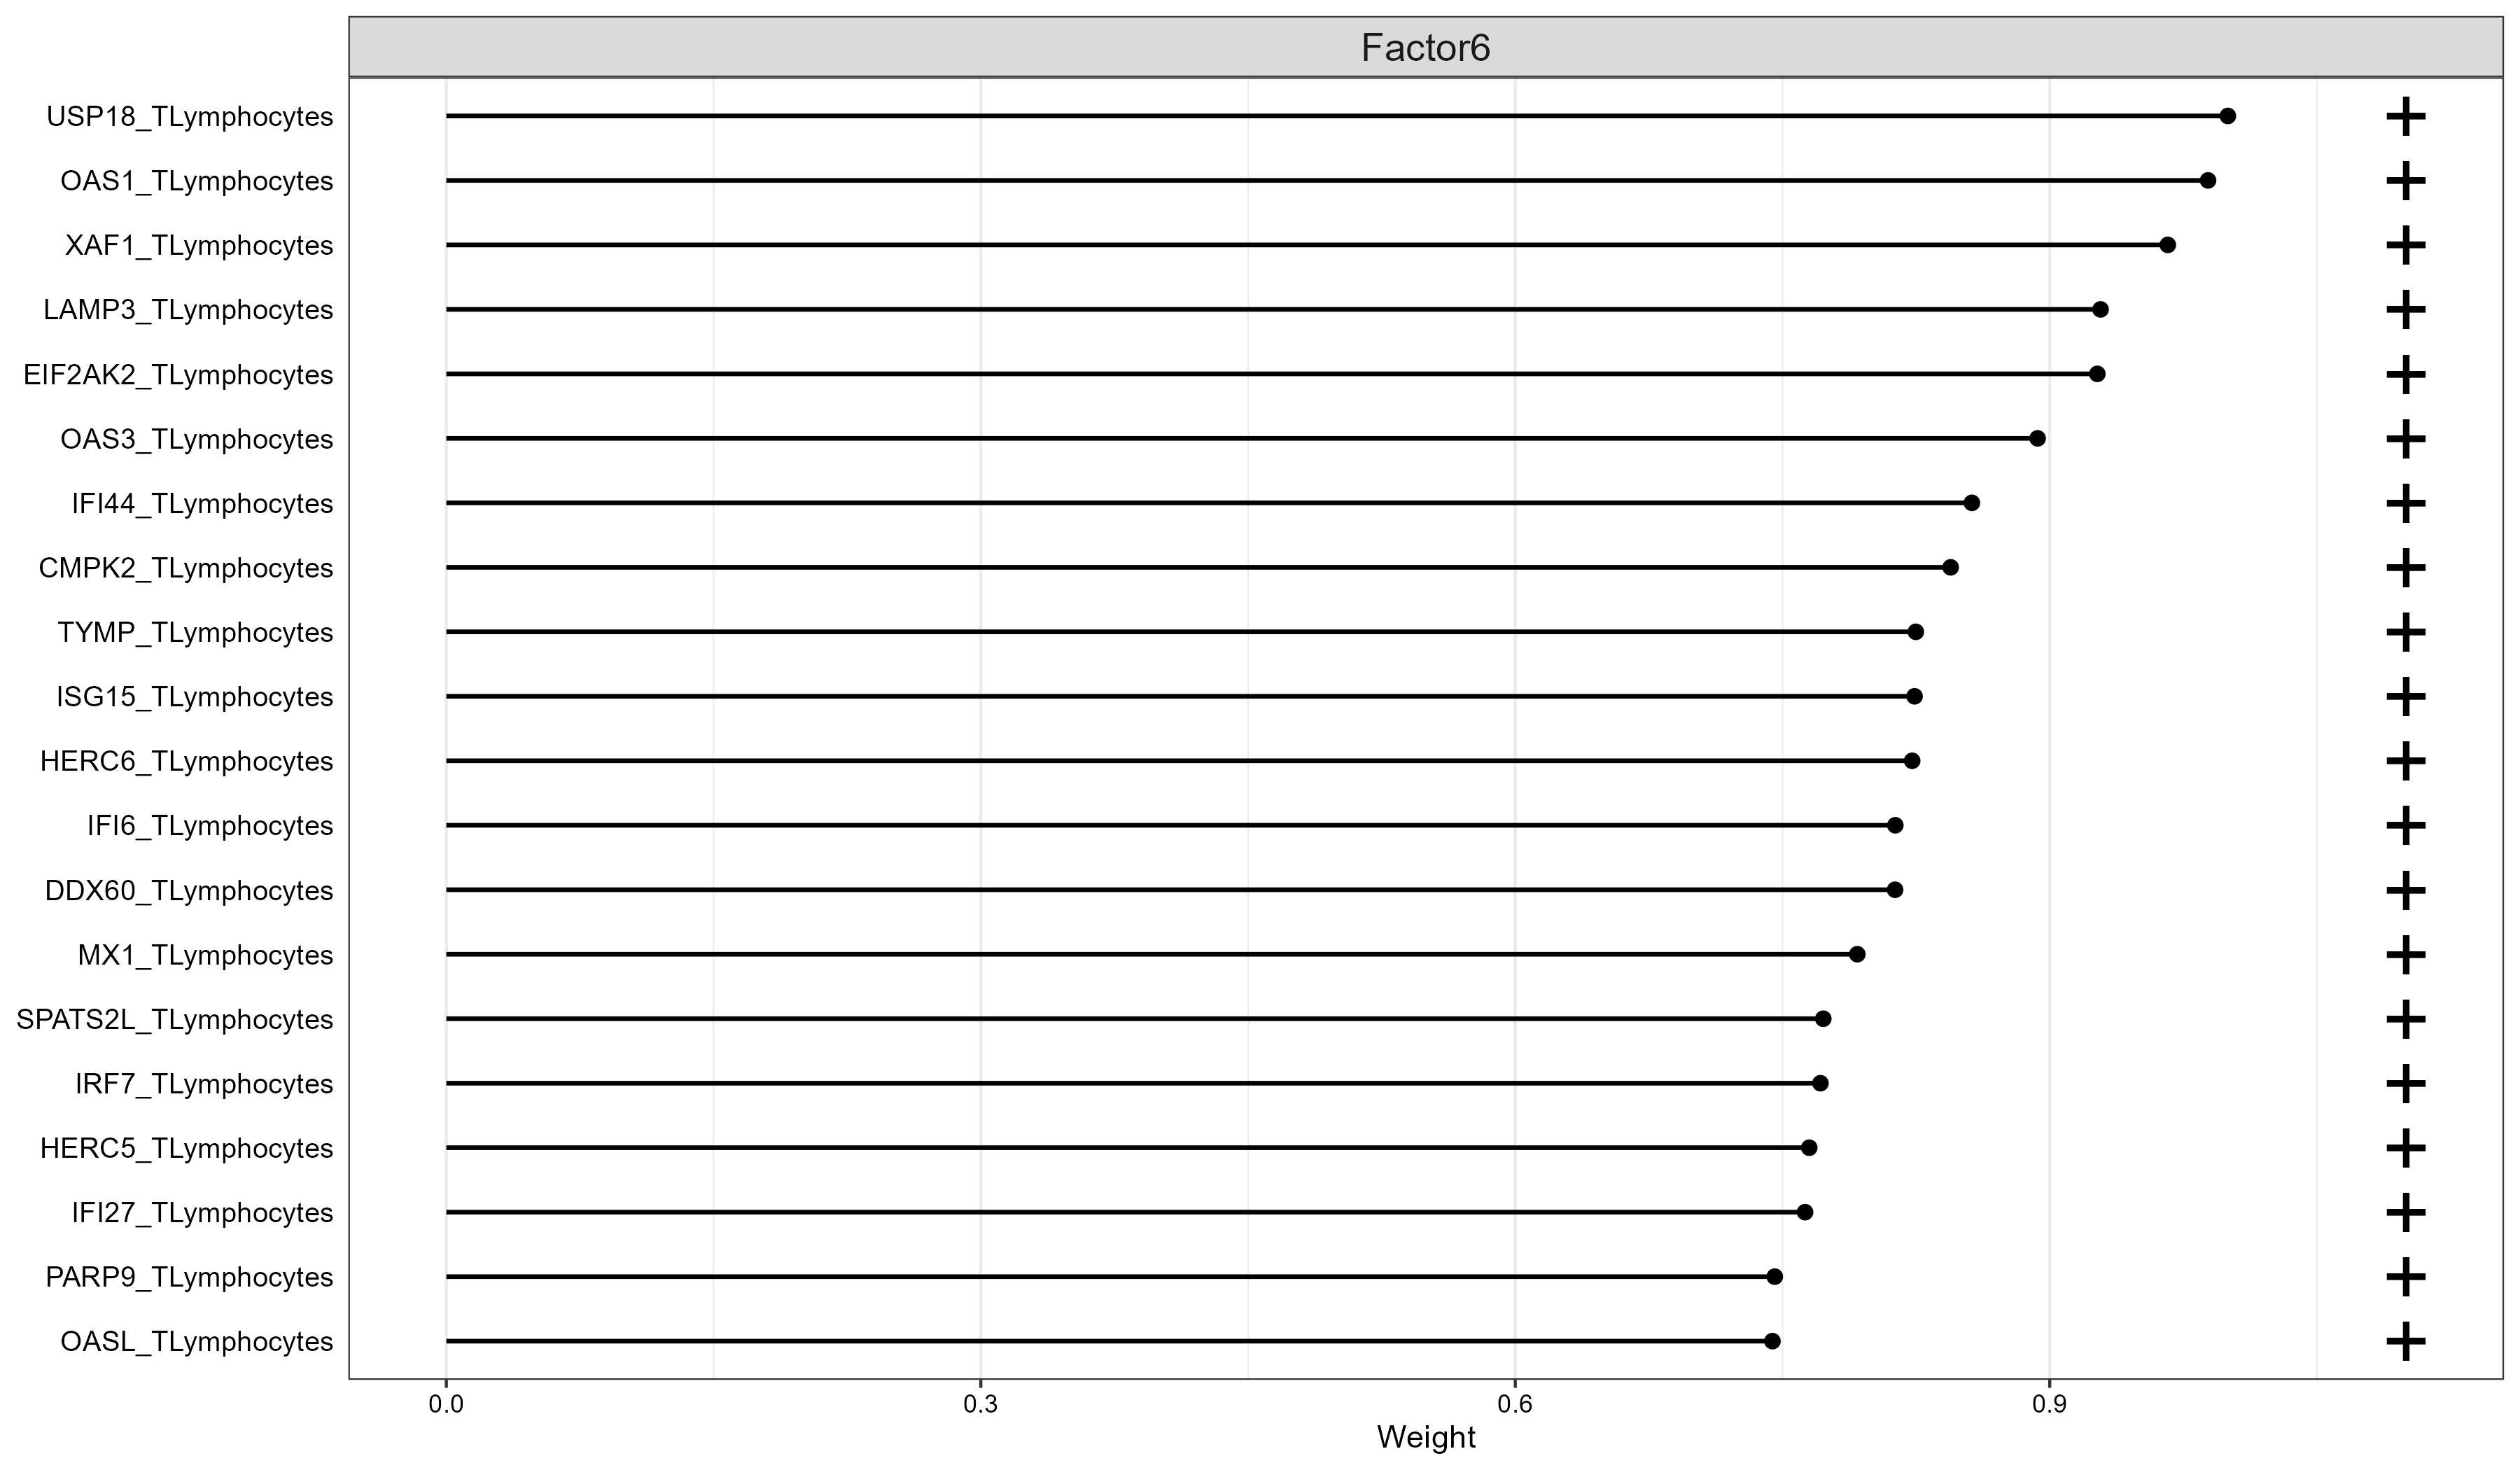 Factor6
USP18_TLymphocytes
OAS1_TLymphocytes
XAF1_TLymphocytes
LAMP3_TLymphocytes
EIF2AK2_TLymphocytes
OAS3_TLymphocytes
IFI44_TLymphocytes
CMPK2_TLymphocytes
TYMP_TLymphocytes
ISG15_TLymphocytes
HERC6_TLymphocytes
IFI6_TLymphocytes
DDX60_TLymphocytes
MX1_TLymphocytes
SPATS2L_TLymphocytes
IRF7_TLymphocytes
HERC5_TLymphocytes
IFI27_TLymphocytes
PARP9_TLymphocytes
OASL_TLymphocytes
0.0 0.3 0.6 0.9
Weight